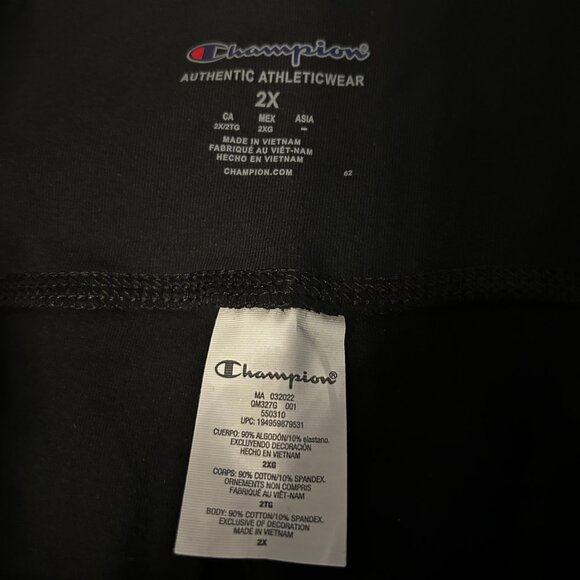 Champion
AUTHENTIC ATHLETICWEAR
2X
CA MEX ASIA
2X/2TG 2XG –
MADE IN VIETNAM
FABRIQUÉ AU VIÊT-NAM
HECHO EN VIETNAM
CHAMPION.COM 62
Champion®
MA 032022
QM327G 001
550310
UPC: 194959879531
CUERPO: 90% ALGODÓN/10% elastano.
EXCLUYENDO DECORACIÓN
HECHO EN VIETNAM
2XG
CORPS: 90% COTON/10% SPANDEX.
ORNEMENTS NON COMPRIS
FABRIQUÉ AU VIÊT-NAM
2TG
BODY: 90% COTTON/10% SPANDEX.
EXCLUSIVE OF DECORATION
MADE IN VIETNAM
2X